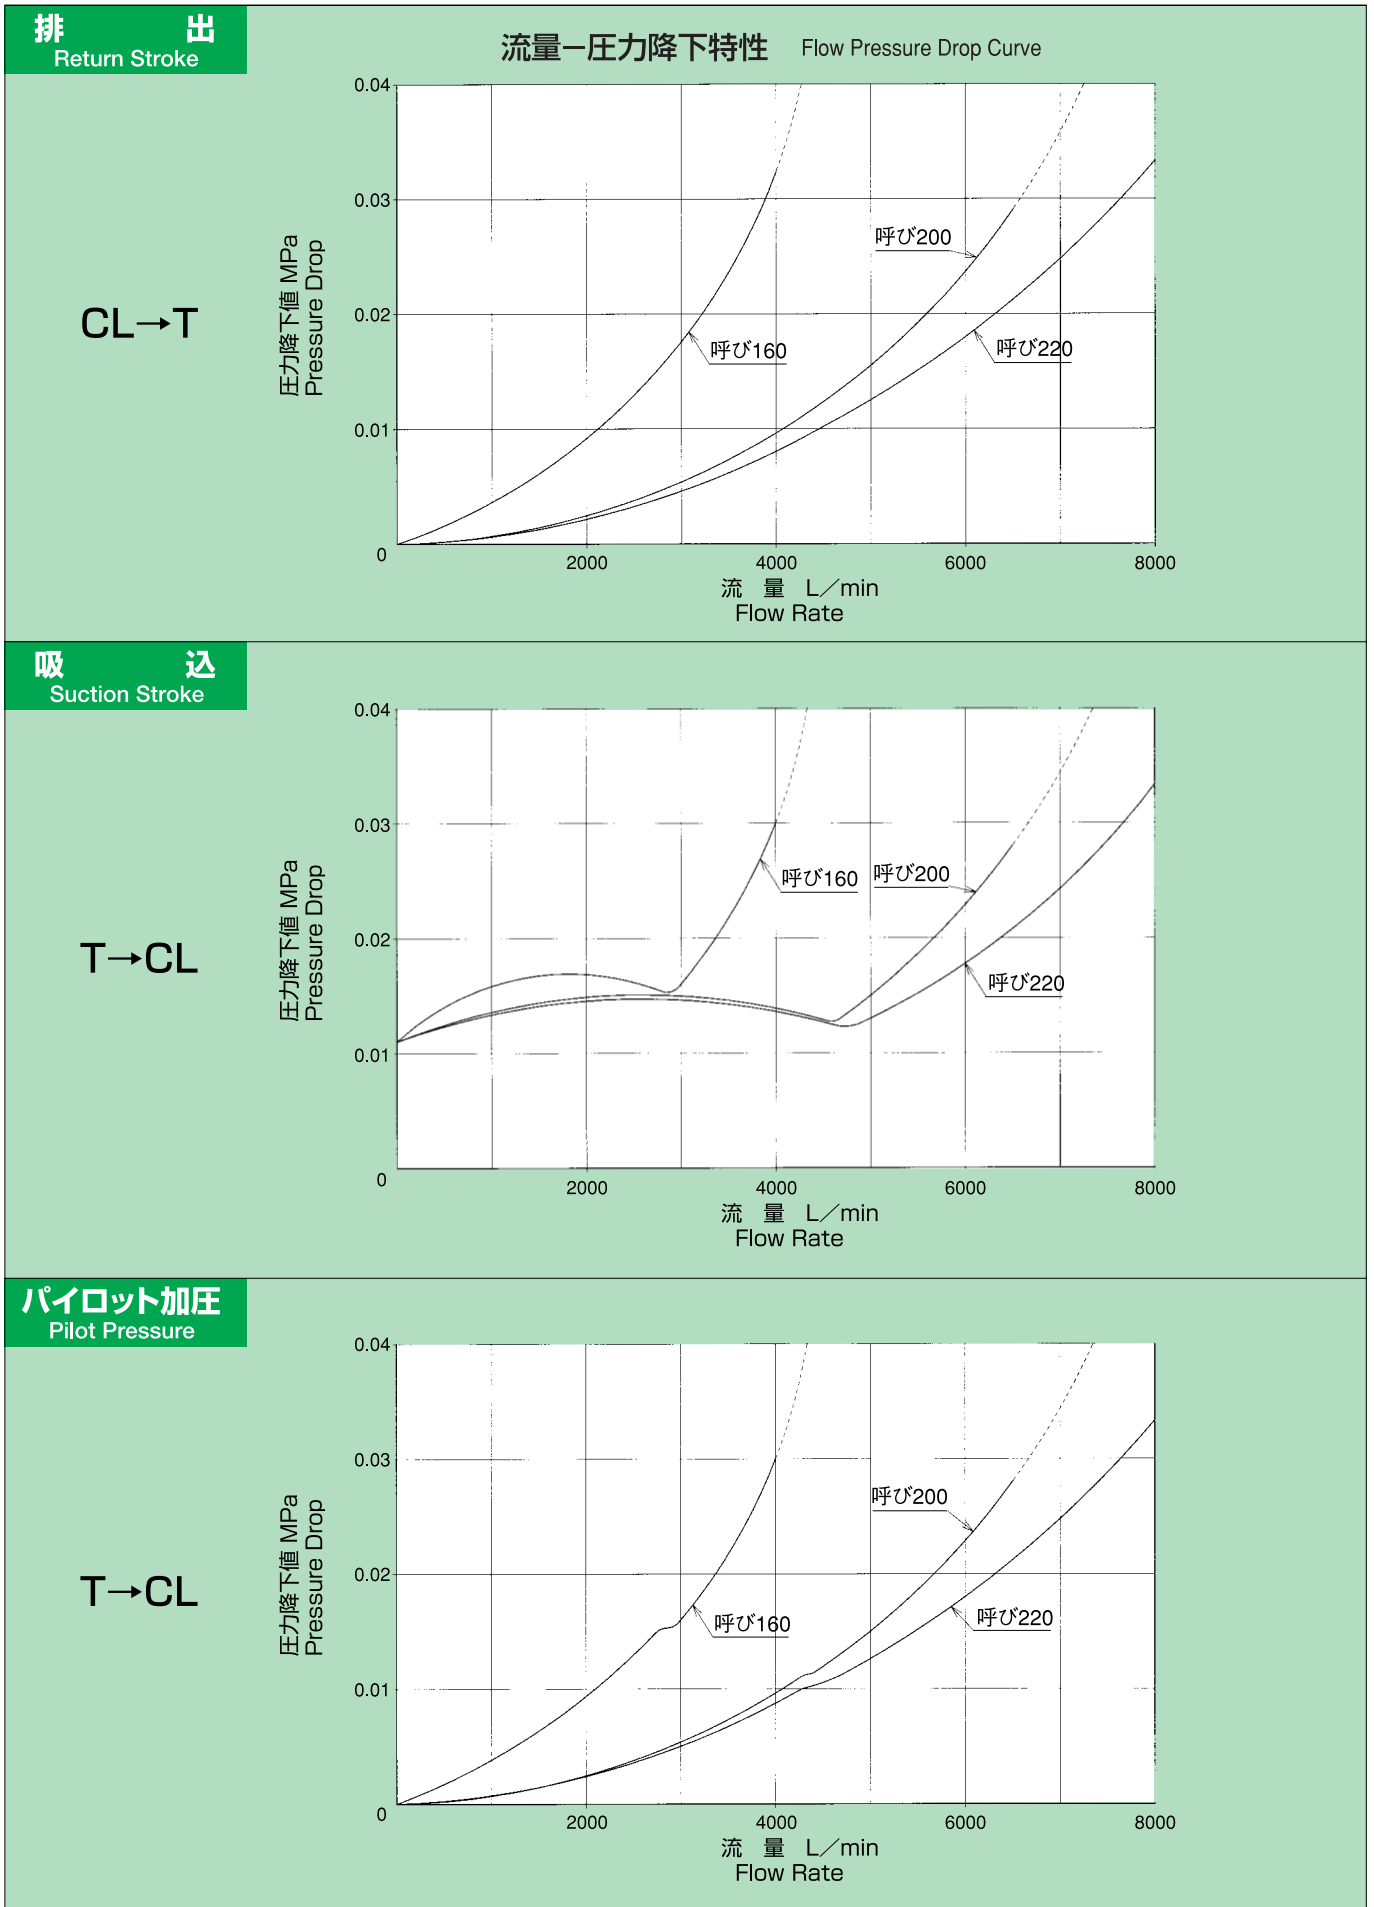 排 出
Return Stroke
流量－圧力降下特性 Flow Pressure Drop Curve
CL→T
圧力降下値 MPa
Pressure Drop
0.04
0.03
0.02
0.01
0
呼び200
呼び160
呼び220
2000 4000 6000 8000
流 量 L／min
Flow Rate
吸 込
Suction Stroke
T→CL
圧力降下値 MPa
Pressure Drop
0.04
0.03
0.02
0.01
0
呼び160
呼び200
呼び220
2000 4000 6000 8000
流 量 L／min
Flow Rate
パイロット加圧
Pilot Pressure
T→CL
圧力降下値 MPa
Pressure Drop
0.04
0.03
0.02
0.01
0
呼び200
呼び160
呼び220
2000 4000 6000 8000
流 量 L／min
Flow Rate